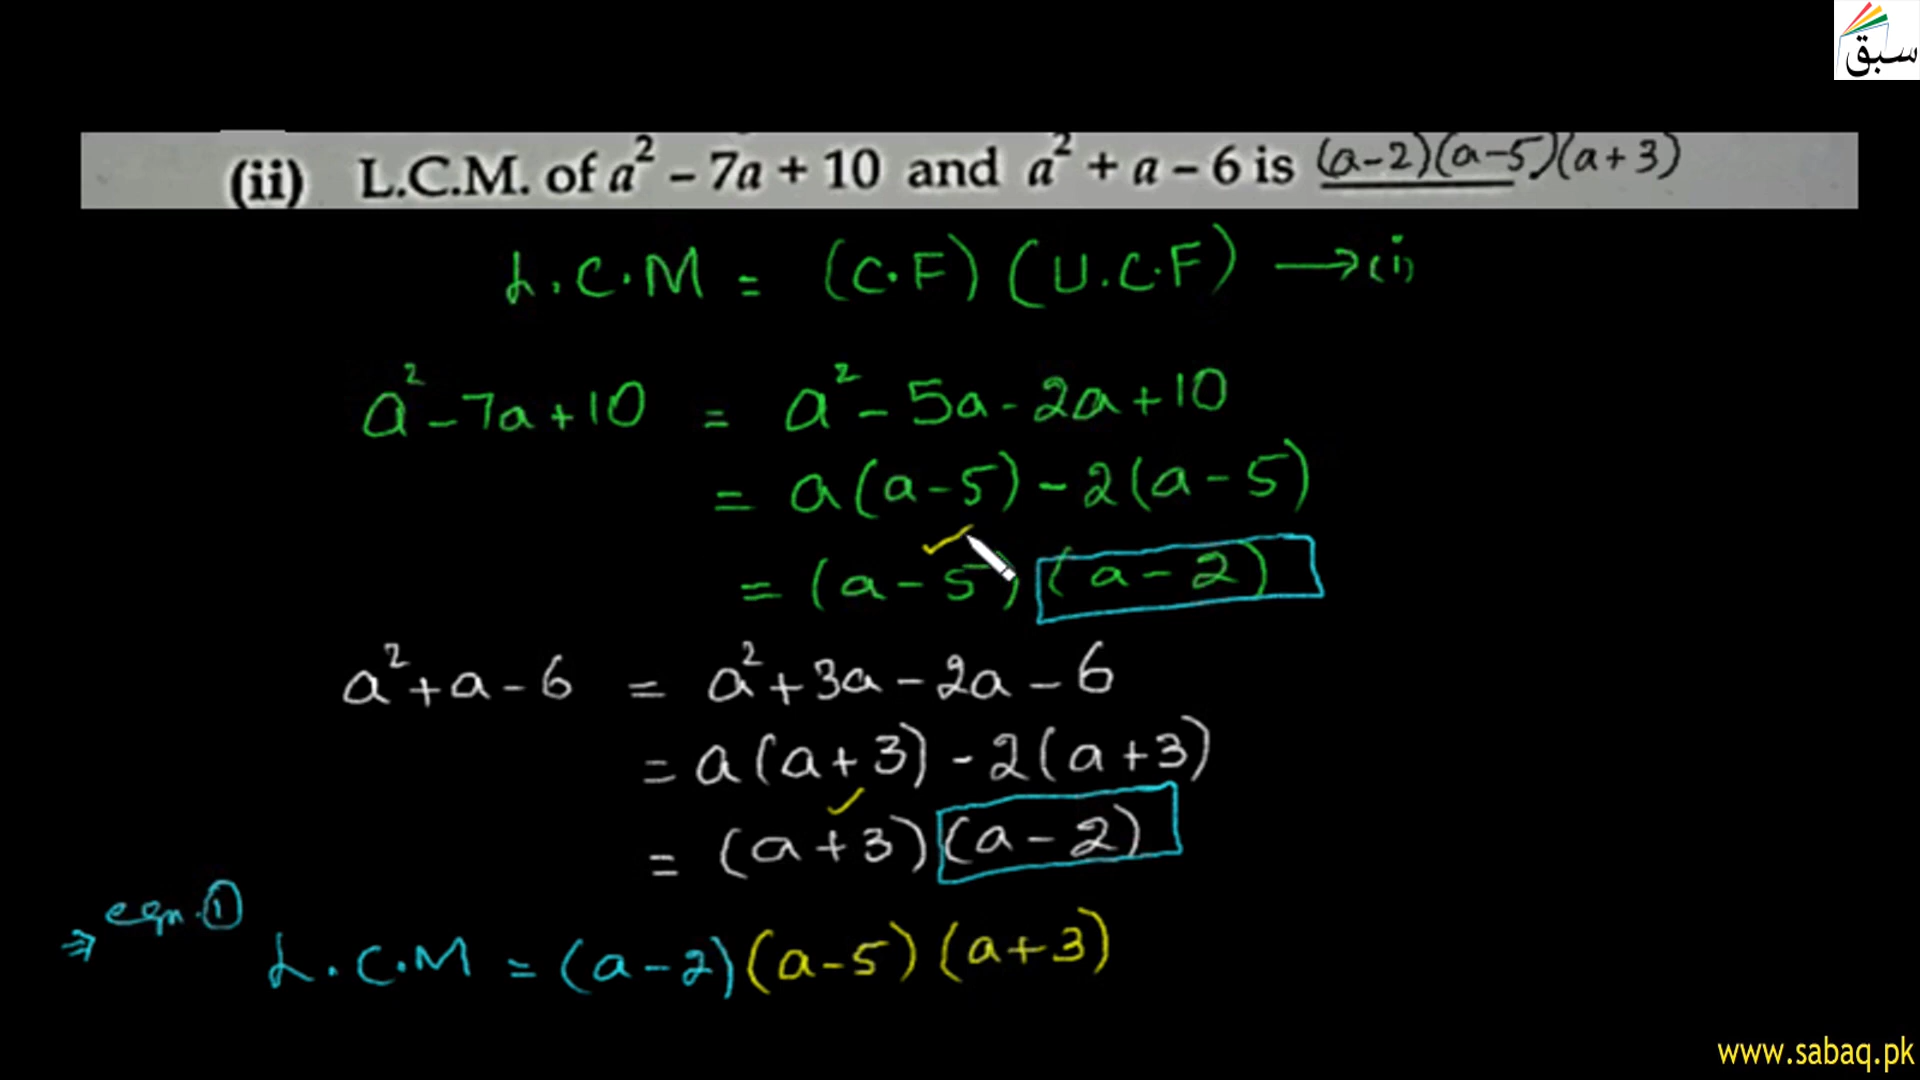 سبق
(ii) L.C.M. of a² – 7a + 10 and a² + a – 6 is (a-2)(a-5)(a+3)
L.C.M = (C.F) (U.C.F) → (i)
a² - 7a + 10 = a² - 5a - 2a + 10
= a(a-5) - 2(a-5)
= (a-5) (a-2)
a² + a - 6 = a² + 3a - 2a - 6
= a(a+3) - 2(a+3)
= (a+3) (a-2)
⇒ eqn. ①
L.C.M = (a-2) (a-5) (a+3)
www.sabaq.pk